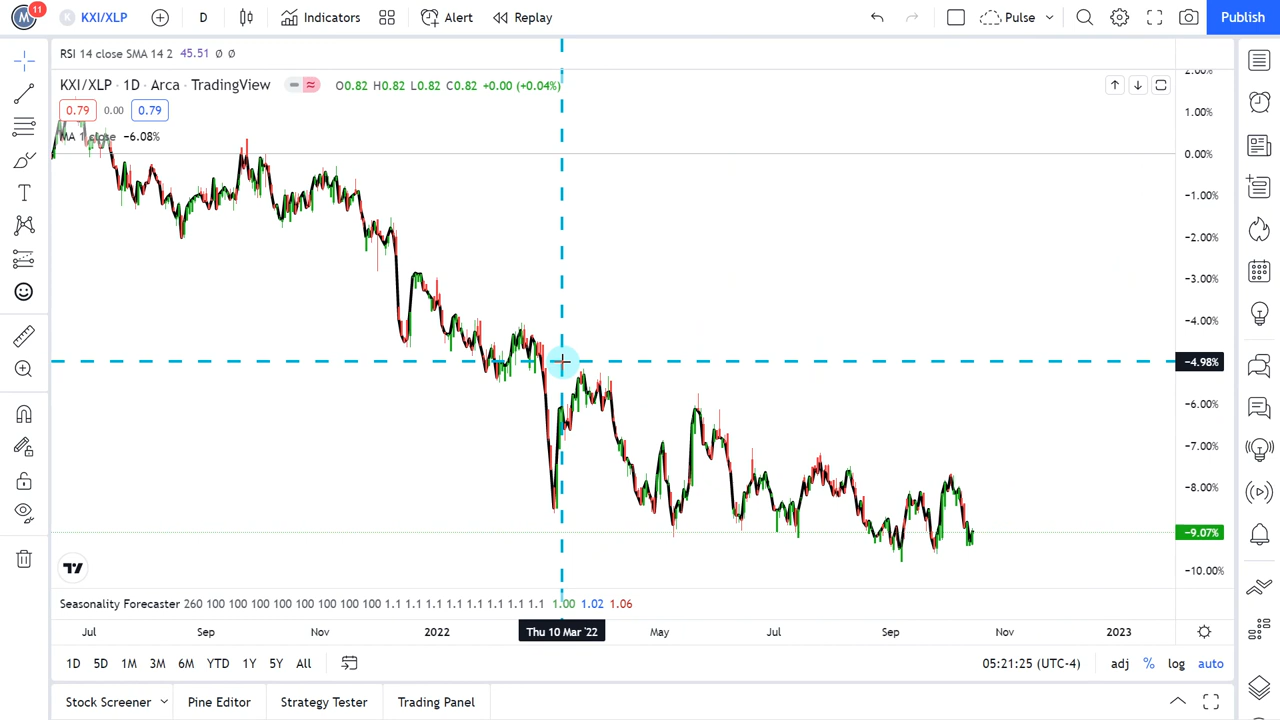 M 11 K KXI/XLP D Indicators Alert Replay Pulse Publish
RSI 14 close SMA 14 2 45.51 Ø Ø
2.00%
KXI/XLP · 1D · Arca · TradingView O0.82 H0.82 L0.82 C0.82 +0.00 (+0.04%)
0.79 0.00 0.79
1.00%
MA 1 close −6.08%
0.00%
−1.00%
−2.00%
−3.00%
−4.00%
−4.98%
−6.00%
−7.00%
−8.00%
−9.07%
−10.00%
Seasonality Forecaster 260 100 100 100 100 100 100 100 100 100 1.1 1.1 1.1 1.1 1.1 1.1 1.1 1.1 1.00 1.02 1.06
Jul Sep Nov 2022 Thu 10 Mar '22 May Jul Sep Nov 2023
1D 5D 1M 3M 6M YTD 1Y 5Y All 05:21:25 (UTC-4) adj % log auto
Stock Screener Pine Editor Strategy Tester Trading Panel